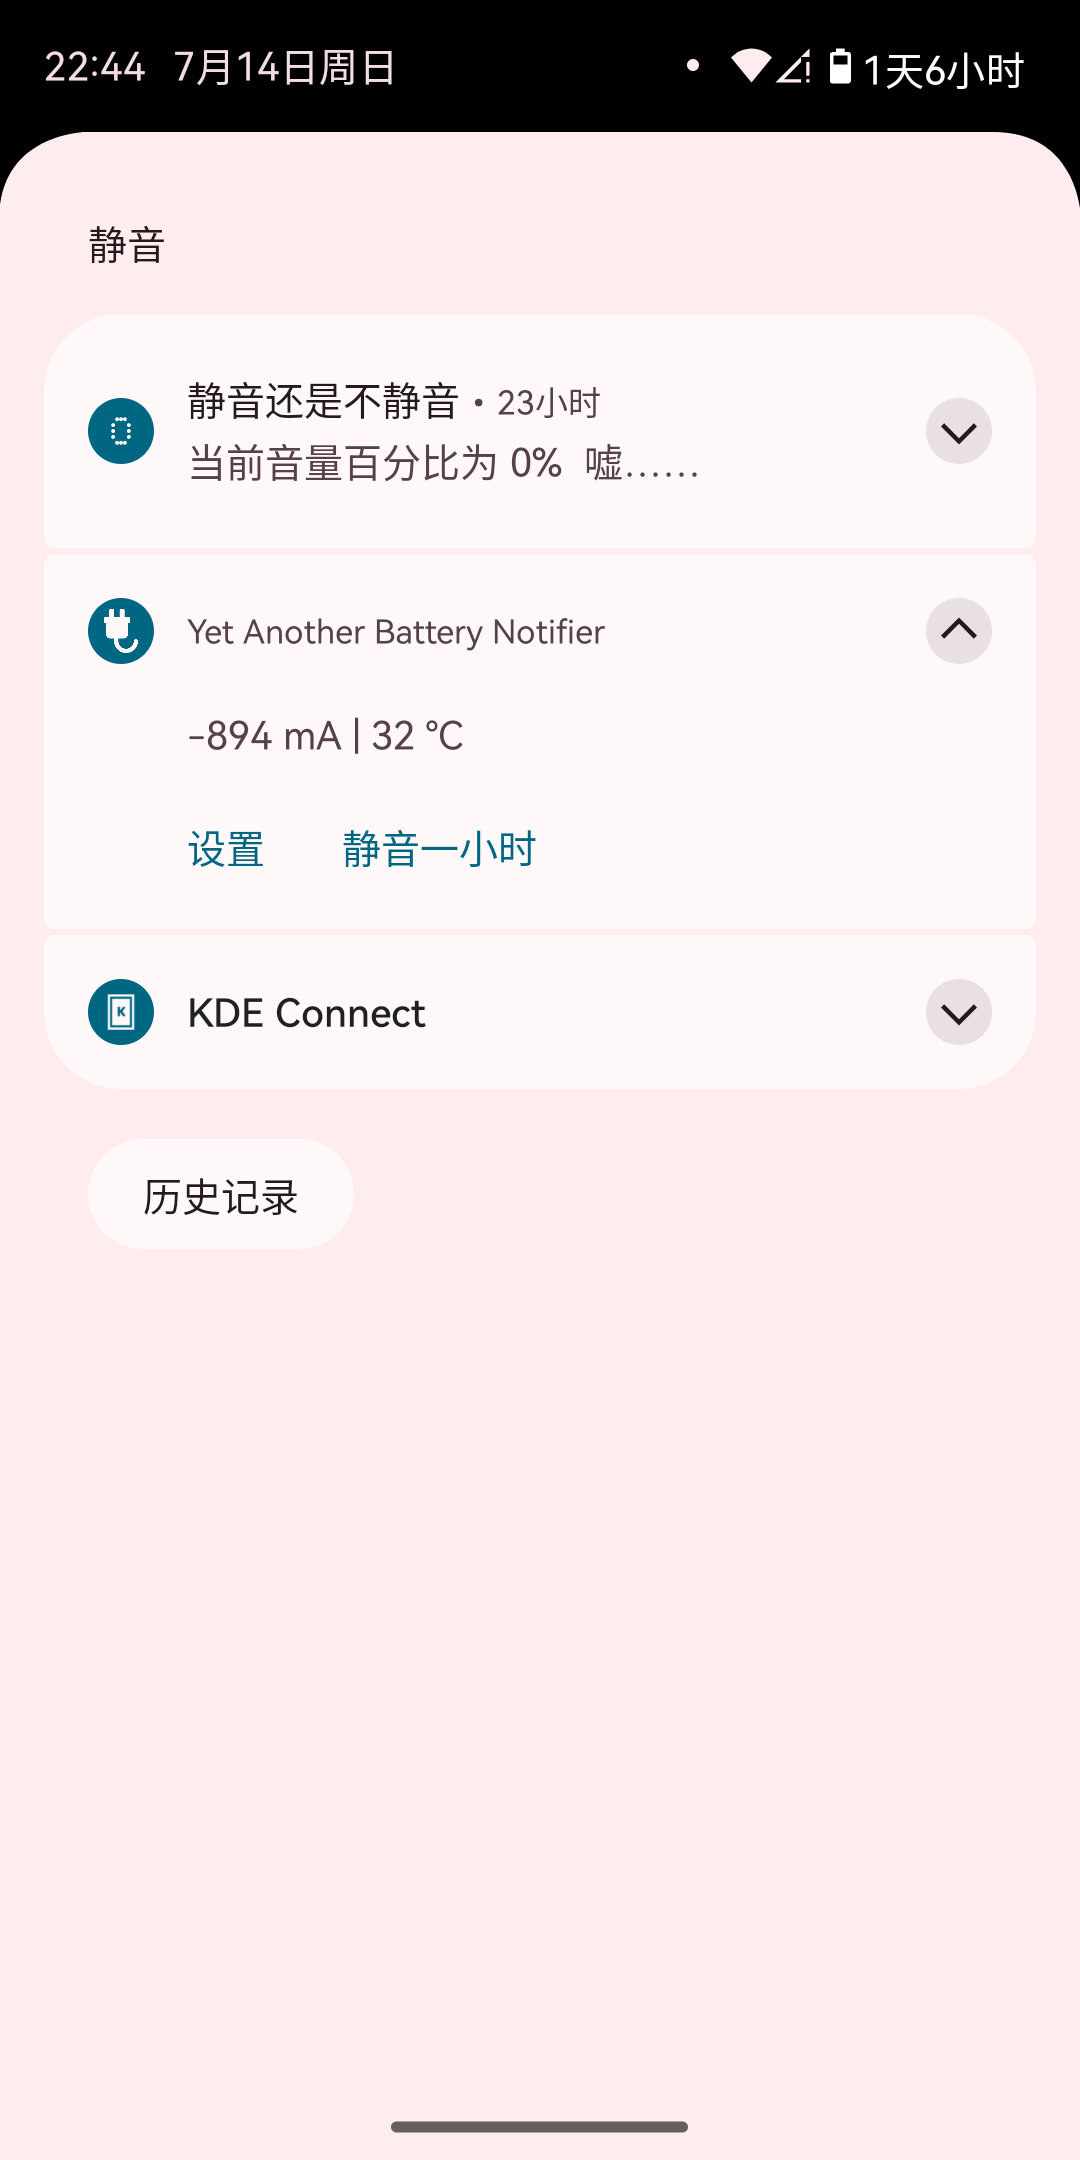 22:44 7月14日周日 1天6小时
静音
静音还是不静音 · 23小时
当前音量百分比为 0% 嘘……
Yet Another Battery Notifier
-894 mA | 32 °C
设置 静音一小时
KDE Connect
历史记录